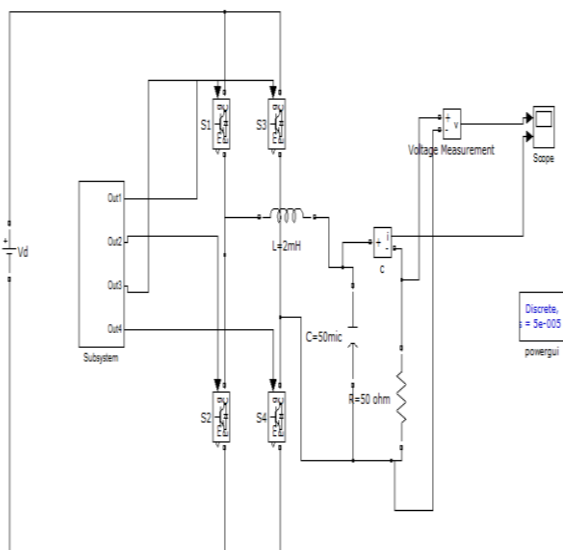 S1
S3
+
-
v
Voltage Measurement
Scope
Out1
Out2
Out3
Out4
Subsystem
+
Vd
L=2mH
+
i
-
c
C=50mic
R=50 ohm
Discrete,
s = 5e-005
powergui
S2
S4